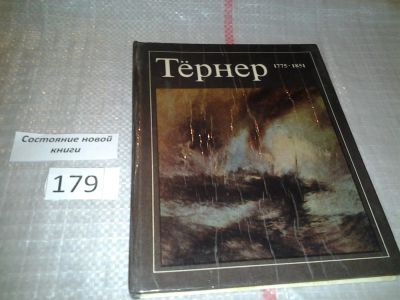 Тёрнер 1775-1851
Состояние новой
книги
179